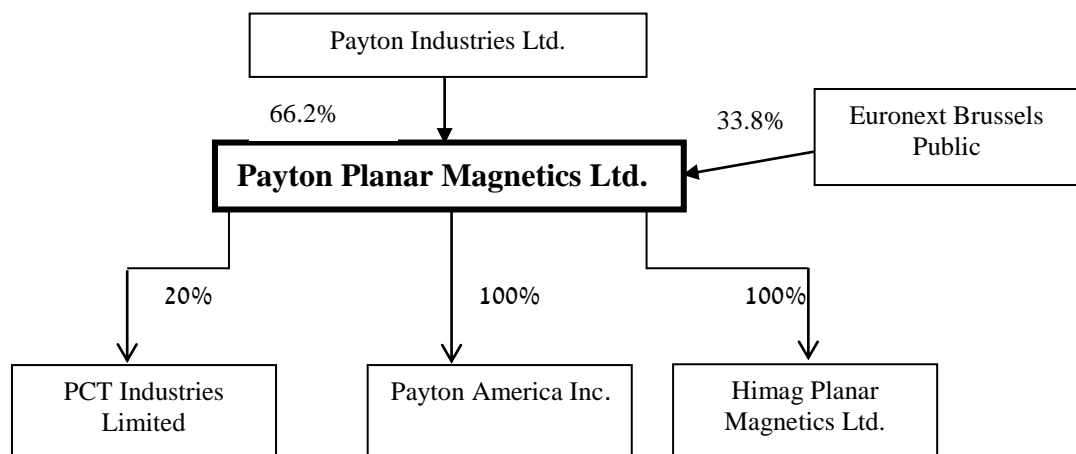 Payton Industries Ltd.
66.2%
33.8%
Euronext Brussels
Public
Payton Planar Magnetics Ltd.
20%
100%
100%
PCT Industries
Limited
Payton America Inc.
Himag Planar
Magnetics Ltd.